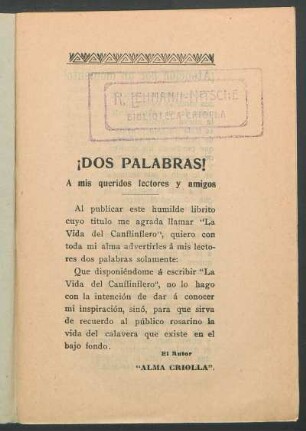 R. LEHMANN-NITSCHE
BIBLIOTECA CRIOLLA
¡DOS PALABRAS!
A mis queridos lectores y amigos
Al publicar este humilde librito
cuyo título me agrada llamar "La
Vida del Canflinflero", quiero con
toda mi alma advertirles á mis lecto-
res dos palabras solamente:
Que disponiéndome á escribir "La
Vida del Canflinflero", no lo hago
con la intención de dar á conocer
mi inspiración, sinó, para que sirva
de recuerdo al público rosarino la
vida del calavera que existe en el
bajo fondo.
El Autor
"ALMA CRIOLLA".